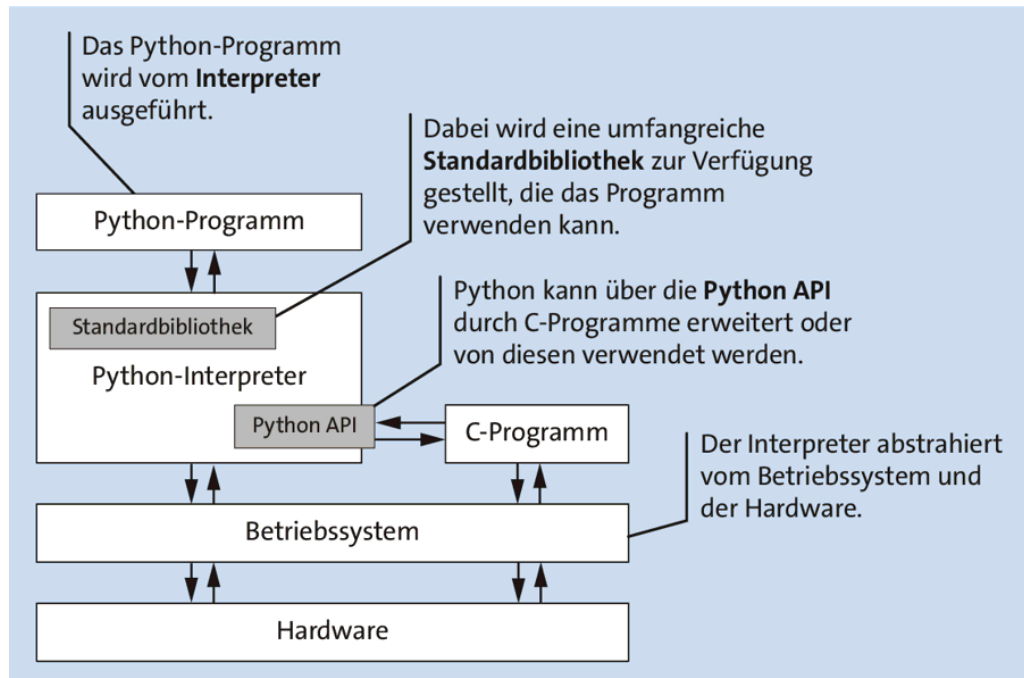 Das Python-Programm
wird vom Interpreter
ausgeführt.
Dabei wird eine umfangreiche
Standardbibliothek zur Verfügung
gestellt, die das Programm
verwenden kann.
Python-Programm
Python kann über die Python API
durch C-Programme erweitert oder
von diesen verwendet werden.
Standardbibliothek
Python-Interpreter
Python API
C-Programm
Der Interpreter abstrahiert
vom Betriebssystem und
der Hardware.
Betriebssystem
Hardware